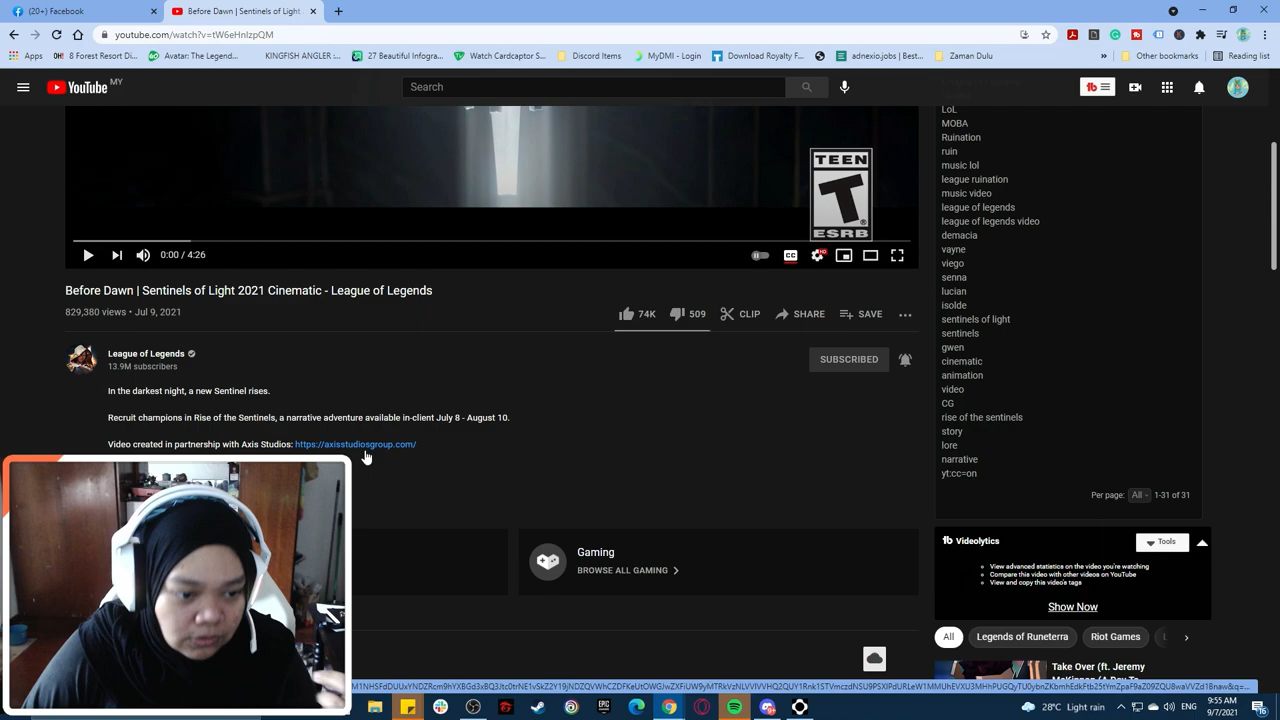 (20+) Facebook
Before Dawn | Sentinels of Light
youtube.com/watch?v=tW6eHnIzpQM
Apps
8 Forest Resort Di...
Avatar: The Legend...
KINGFISH ANGLER :...
27 Beautiful Infogra...
Watch Cardcaptor S...
Discord Items
MyDMI - Login
Download Royalty F...
adnexio jobs | Best...
Zaman Dulu
»
Other bookmarks
Reading list
YouTube MY
Search
LoL
MOBA
Ruination
ruin
music lol
league ruination
music video
league of legends
league of legends video
demacia
vayne
viego
senna
lucian
isolde
sentinels of light
sentinels
gwen
cinematic
animation
video
CG
rise of the sentinels
story
lore
narrative
yt:cc=on
Per page: All 1-31 of 31
TEEN
T
ESRB
0:00 / 4:26
CC
HD
Before Dawn | Sentinels of Light 2021 Cinematic - League of Legends
829,380 views • Jul 9, 2021
74K
509
CLIP
SHARE
SAVE
League of Legends
13.9M subscribers
SUBSCRIBED
In the darkest night, a new Sentinel rises.
Recruit champions in Rise of the Sentinels, a narrative adventure available in-client July 8 - August 10.
Video created in partnership with Axis Studios: https://axisstudiosgroup.com/
Gaming
BROWSE ALL GAMING
Videolytics
Tools
View advanced statistics on the video you're watching
Compare this video with other videos on YouTube
View and copy this video's tags
Show Now
All
Legends of Runeterra
Riot Games
Take Over (ft. Jeremy
28°C Light rain
ENG
9:55 AM
9/7/2021
16